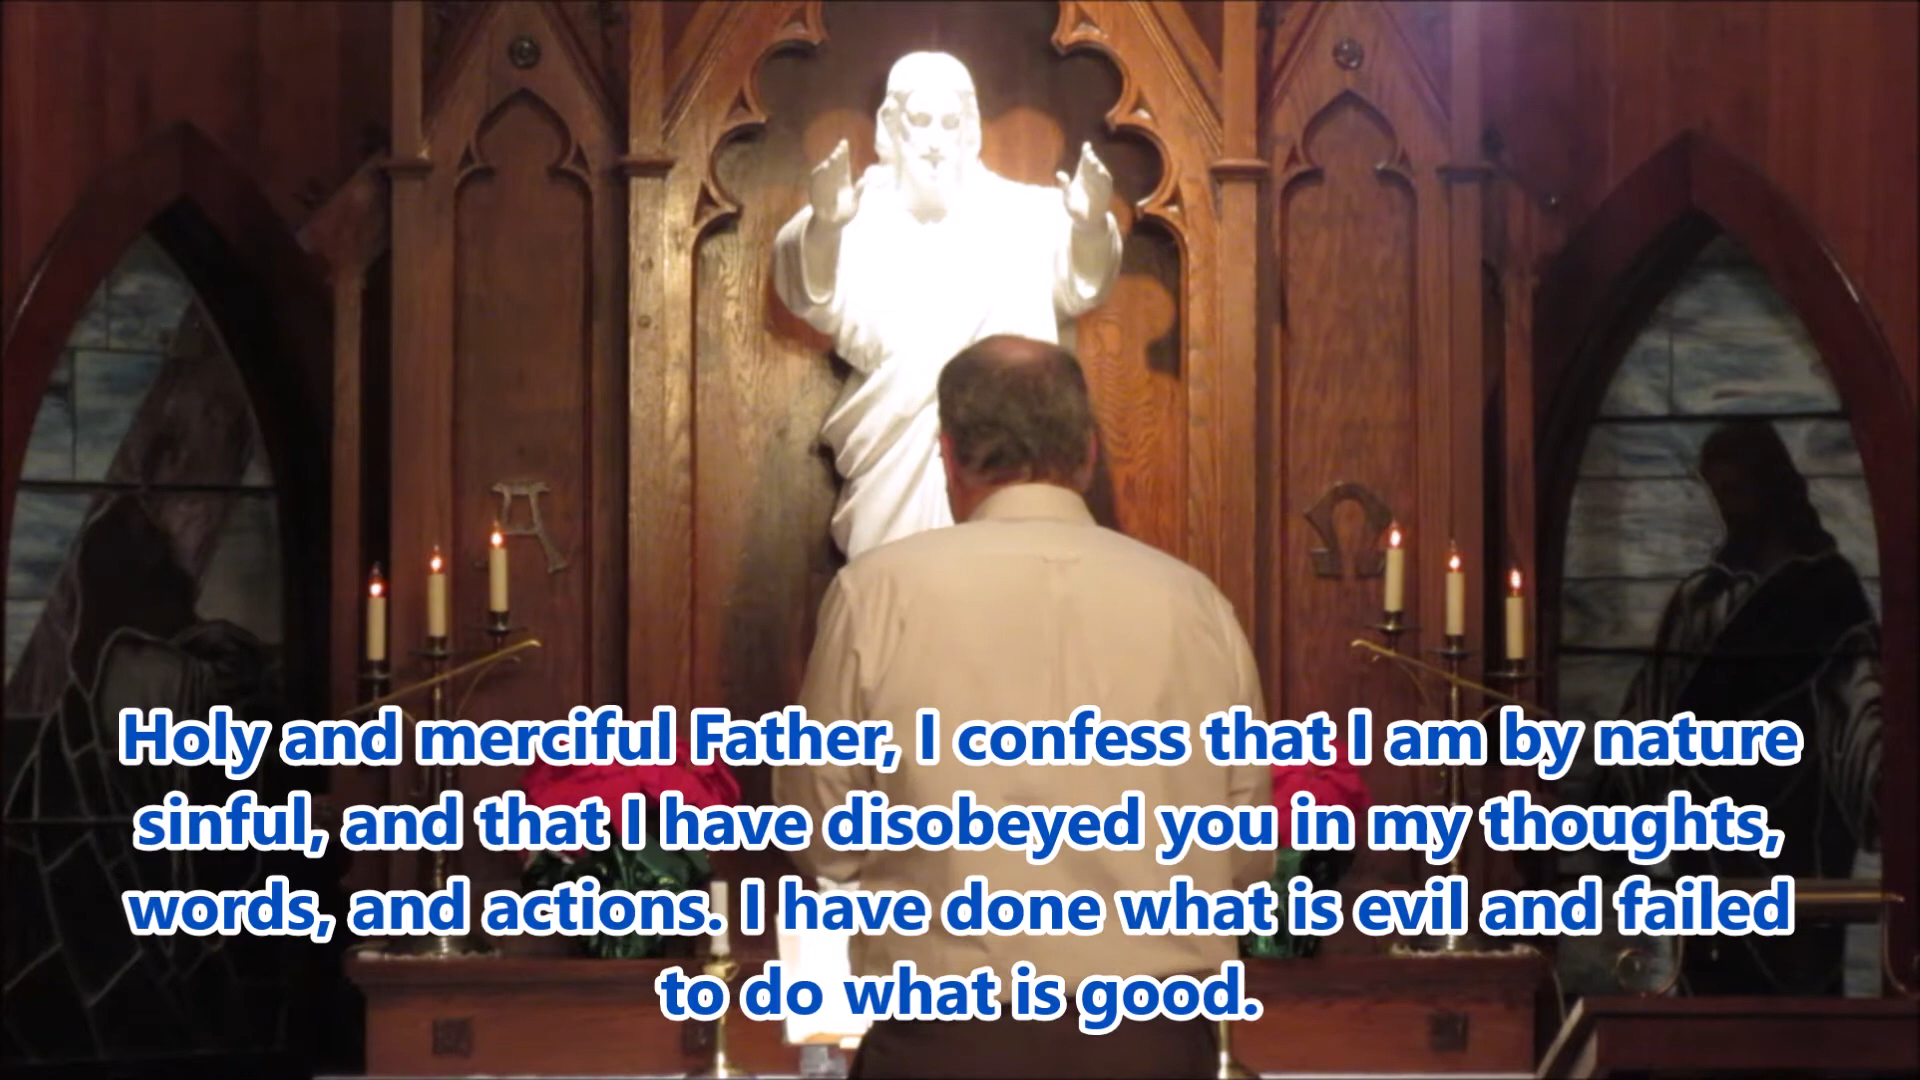 Α Ω
Holy and merciful Father, I confess that I am by nature
sinful, and that I have disobeyed you in my thoughts,
words, and actions. I have done what is evil and failed
to do what is good.